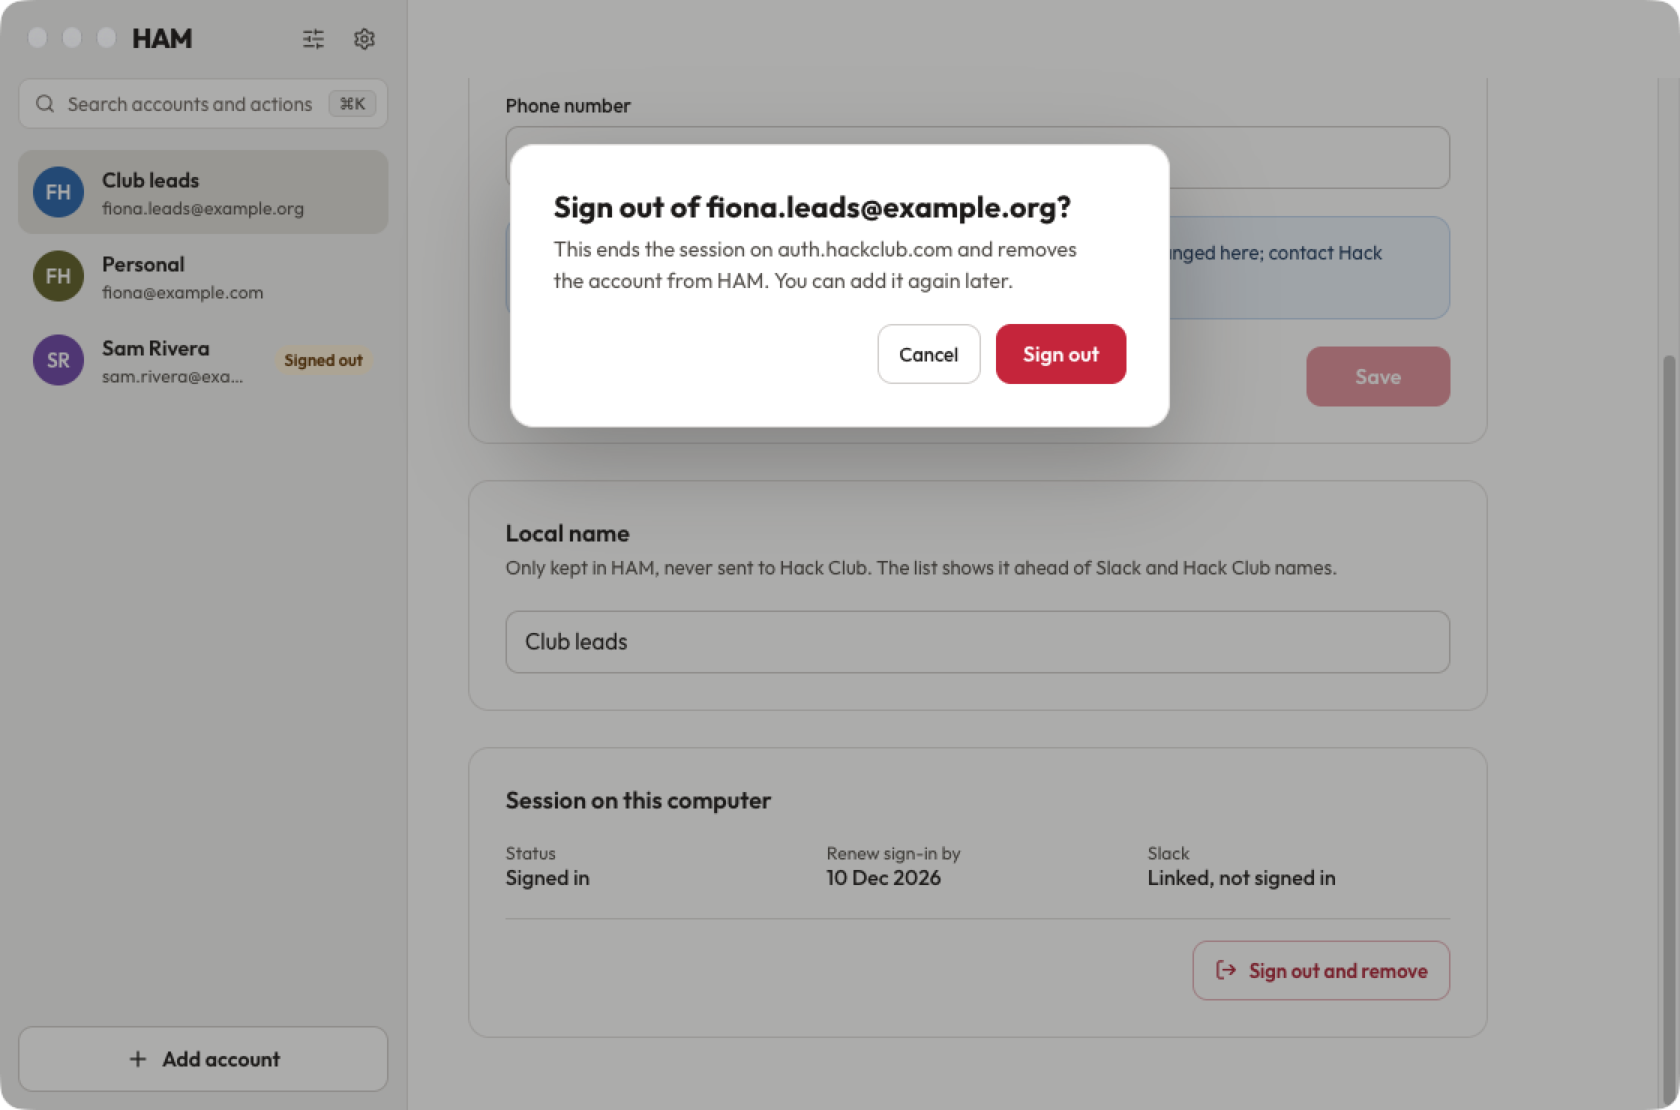 HAM
Search accounts and actions ⌘K
FH
Club leads
fiona.leads@example.org
FH
Personal
fiona@example.com
SR
Sam Rivera
sam.rivera@exa...
Signed out
+ Add account
Phone number
nged here; contact Hack
Save
Sign out of fiona.leads@example.org?
This ends the session on auth.hackclub.com and removes
the account from HAM. You can add it again later.
Cancel
Sign out
Local name
Only kept in HAM, never sent to Hack Club. The list shows it ahead of Slack and Hack Club names.
Club leads
Session on this computer
Status
Signed in
Renew sign-in by
10 Dec 2026
Slack
Linked, not signed in
Sign out and remove